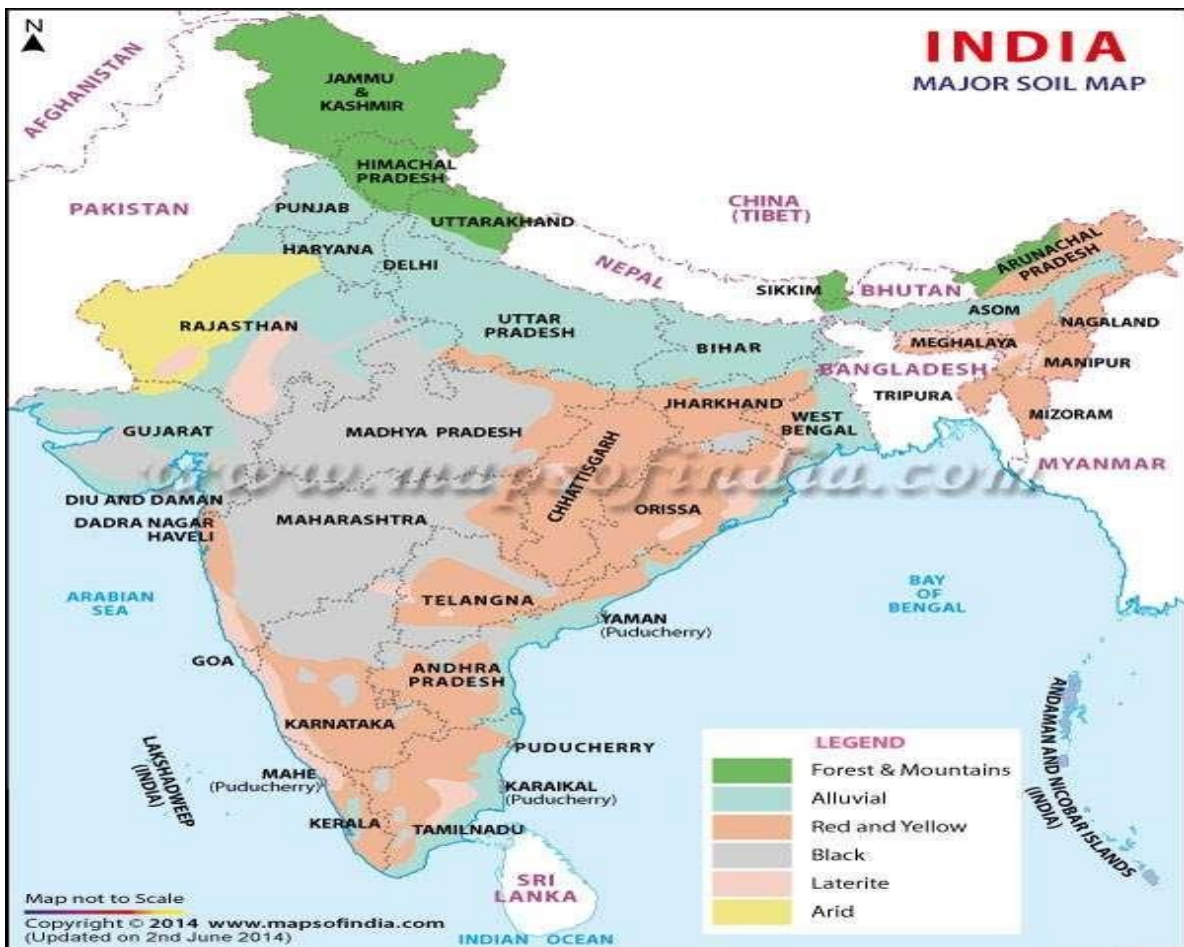 N
INDIA
MAJOR SOIL MAP
AFGHANISTAN
JAMMU
&
KASHMIR
HIMACHAL
PRADESH
PAKISTAN
PUNJAB
UTTARAKHAND
CHINA
(TIBET)
HARYANA
DELHI
NEPAL
ARUNACHAL
PRADESH
SIKKIM
BHUTAN
RAJASTHAN
UTTAR
PRADESH
ASOM
NAGALAND
BIHAR
MEGHALAYA
BANGLADESH
MANIPUR
TRIPURA
JHARKHAND
WEST
BENGAL
MIZORAM
GUJARAT
MADHYA PRADESH
CHHATTISGARH
www.mapsofindia.com
MYANMAR
DIU AND DAMAN
DADRA NAGAR
HAVELI
MAHARASHTRA
ORISSA
ARABIAN
SEA
TELANGNA
BAY
OF
BENGAL
YAMAN
(Puducherry)
GOA
ANDHRA
PRADESH
KARNATAKA
LAKSHADWEEP
(INDIA)
PUDUCHERRY
MAHE
(Puducherry)
KARAIKAL
(Puducherry)
KERALA
TAMILNADU
ANDAMAN AND NICOBAR ISLANDS
(INDIA)
SRI
LANKA
INDIAN OCEAN
LEGEND
Forest & Mountains
Alluvial
Red and Yellow
Black
Laterite
Arid
Map not to Scale
Copyright © 2014 www.mapsofindia.com
(Updated on 2nd June 2014)